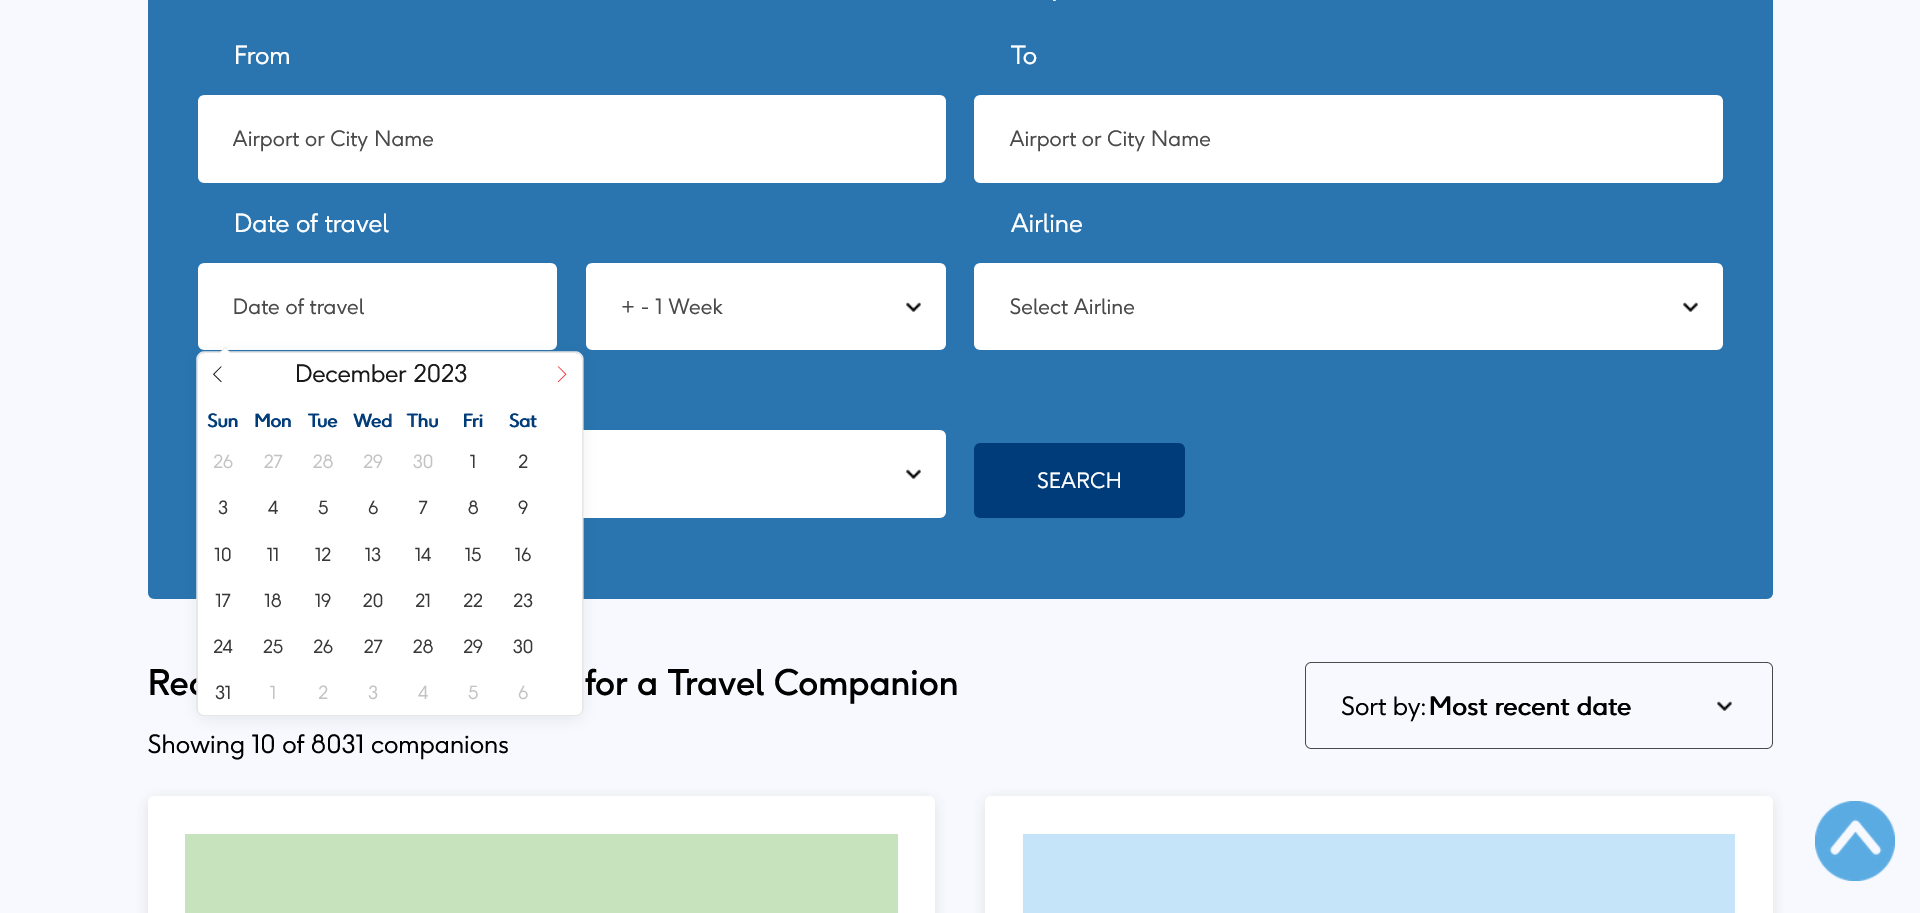 From
To
Airport or City Name
Airport or City Name
Date of travel
Airline
Date of travel
+ - 1 Week
Select Airline
December 2023
Sun Mon Tue Wed Thu Fri Sat
26 27 28 29 30 1 2
3 4 5 6 7 8 9
10 11 12 13 14 15 16
17 18 19 20 21 22 23
24 25 26 27 28 29 30
31 1 2 3 4 5 6
SEARCH
for a Travel Companion
Showing 10 of 8031 companions
Sort by: Most recent date